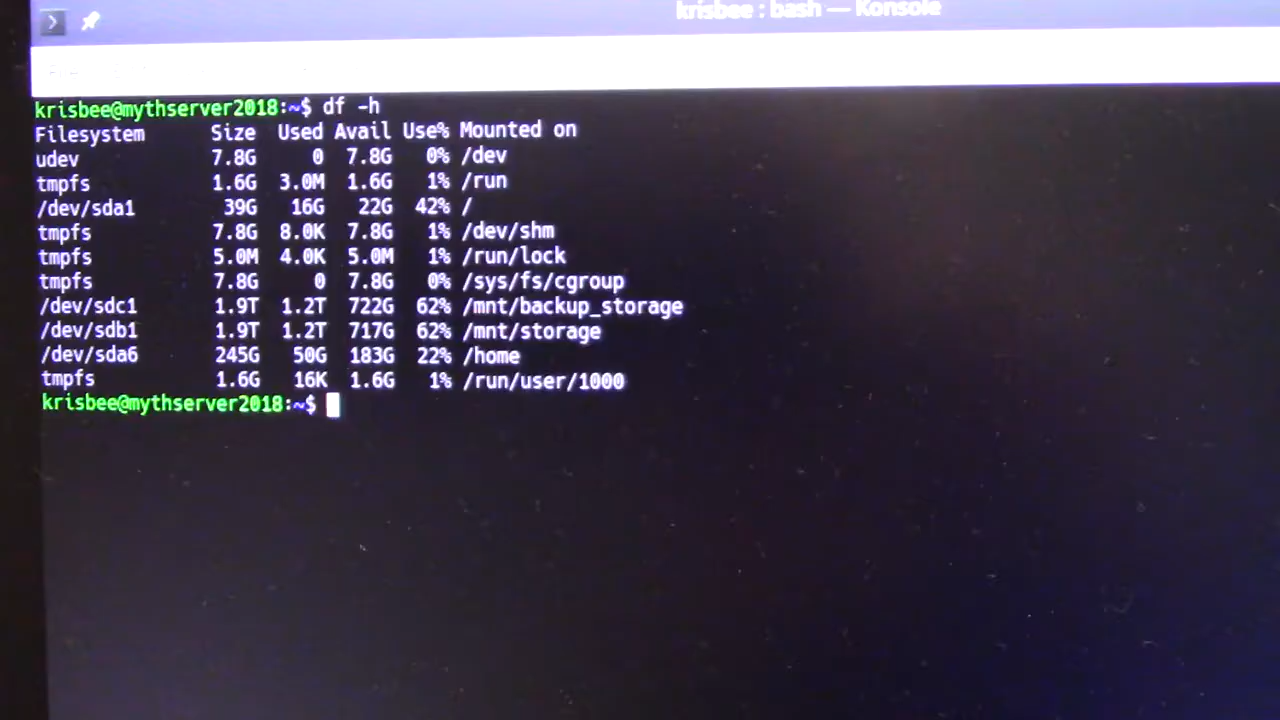 krisbee : bash — Konsole
krisbee@mythserver2018:~$ df -h
Filesystem Size Used Avail Use% Mounted on
udev 7.8G 0 7.8G 0% /dev
tmpfs 1.6G 3.0M 1.6G 1% /run
/dev/sda1 39G 16G 22G 42% /
tmpfs 7.8G 8.0K 7.8G 1% /dev/shm
tmpfs 5.0M 4.0K 5.0M 1% /run/lock
tmpfs 7.8G 0 7.8G 0% /sys/fs/cgroup
/dev/sdc1 1.9T 1.2T 722G 62% /mnt/backup_storage
/dev/sdb1 1.9T 1.2T 717G 62% /mnt/storage
/dev/sda6 245G 50G 183G 22% /home
tmpfs 1.6G 16K 1.6G 1% /run/user/1000
krisbee@mythserver2018:~$